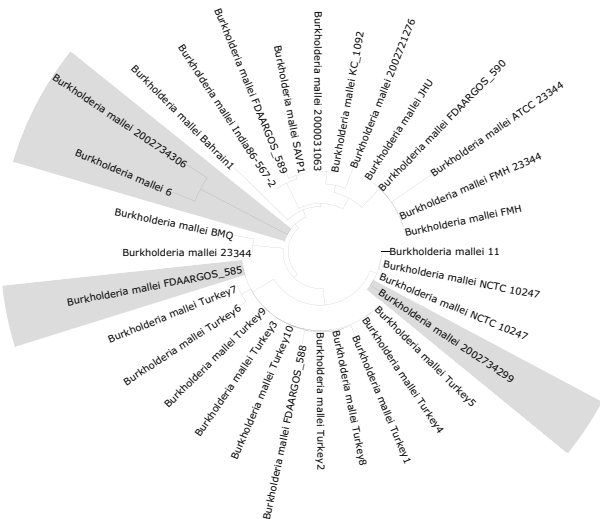 Burkholderia mallei 2000031063
Burkholderia mallei KC_1092
Burkholderia mallei 2002721276
Burkholderia mallei JHU
Burkholderia mallei FDAARGOS_590
Burkholderia mallei ATCC 23344
Burkholderia mallei FMH 23344
Burkholderia mallei FMH
Burkholderia mallei 11
Burkholderia mallei NCTC 10247
Burkholderia mallei NCTC 10247
Burkholderia mallei 2002734299
Burkholderia mallei Turkey5
Burkholderia mallei Turkey4
Burkholderia mallei Turkey1
Burkholderia mallei Turkey8
Burkholderia mallei Turkey2
Burkholderia mallei FDAARGOS_588
Burkholderia mallei Turkey10
Burkholderia mallei Turkey3
Burkholderia mallei Turkey9
Burkholderia mallei Turkey6
Burkholderia mallei Turkey7
Burkholderia mallei FDAARGOS_585
Burkholderia mallei 23344
Burkholderia mallei BMQ
Burkholderia mallei 6
Burkholderia mallei 2002734306
Burkholderia mallei Bahrain1
Burkholderia mallei India86-567-2
Burkholderia mallei FDAARGOS_589
Burkholderia mallei SAVP1